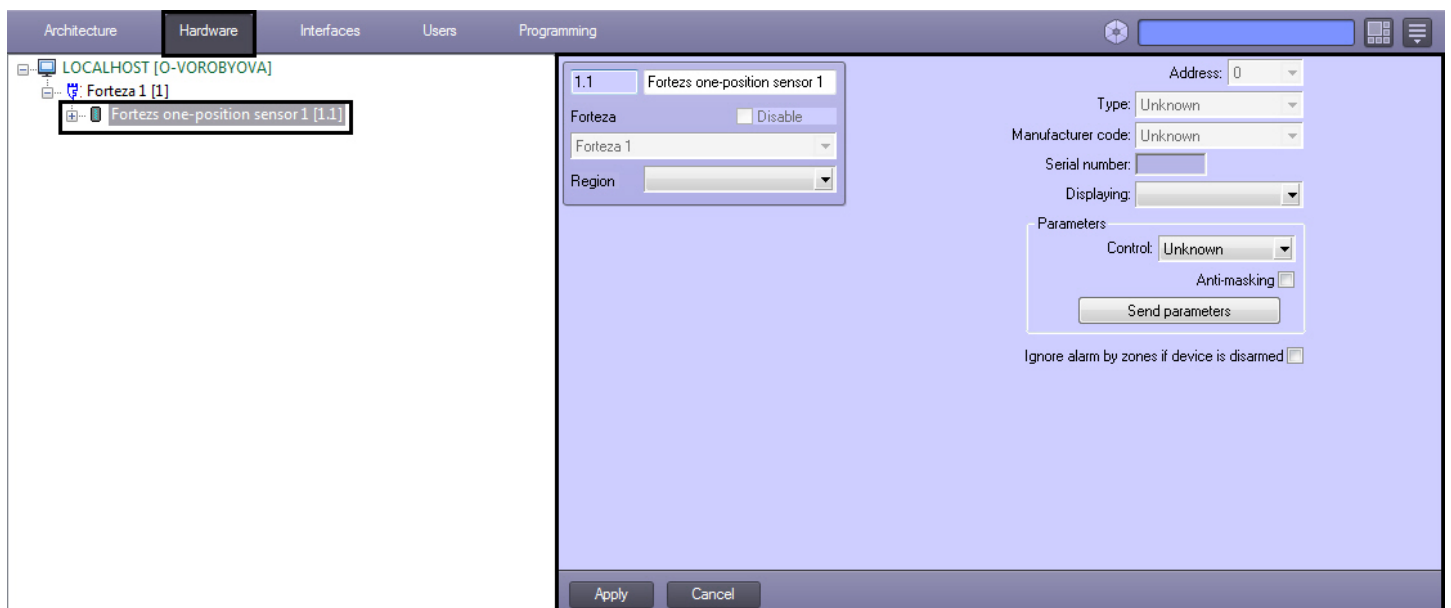 Architecture Hardware Interfaces Users Programming
LOCALHOST [O-VOROBYOVA]
Forteza 1 [1]
Fortezs one-position sensor 1 [1.1]
1.1 Fortezs one-position sensor 1
Forteza Disable
Forteza 1
Region
Address: 0
Type: Unknown
Manufacturer code: Unknown
Serial number:
Displaying:
Parameters
Control: Unknown
Anti-masking
Send parameters
Ignore alarm by zones if device is disarmed
Apply Cancel